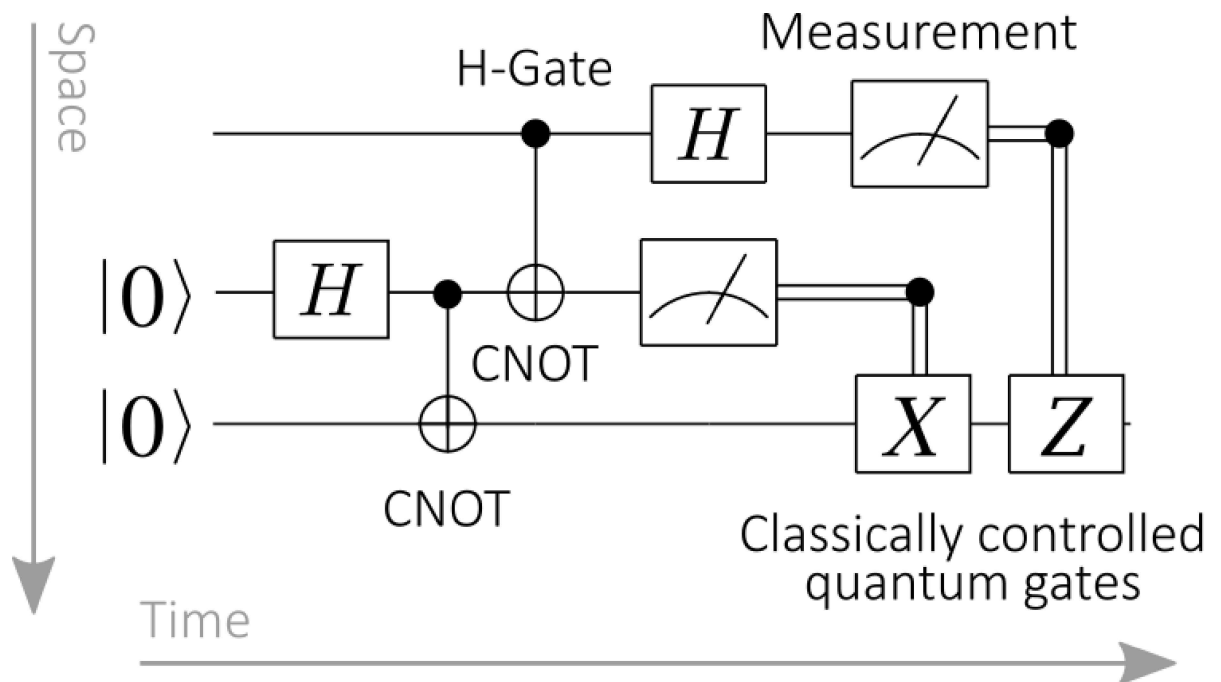 Space
Measurement
H-Gate
H
|0⟩
H
CNOT
|0⟩
X
Z
CNOT
Classically controlled
quantum gates
Time